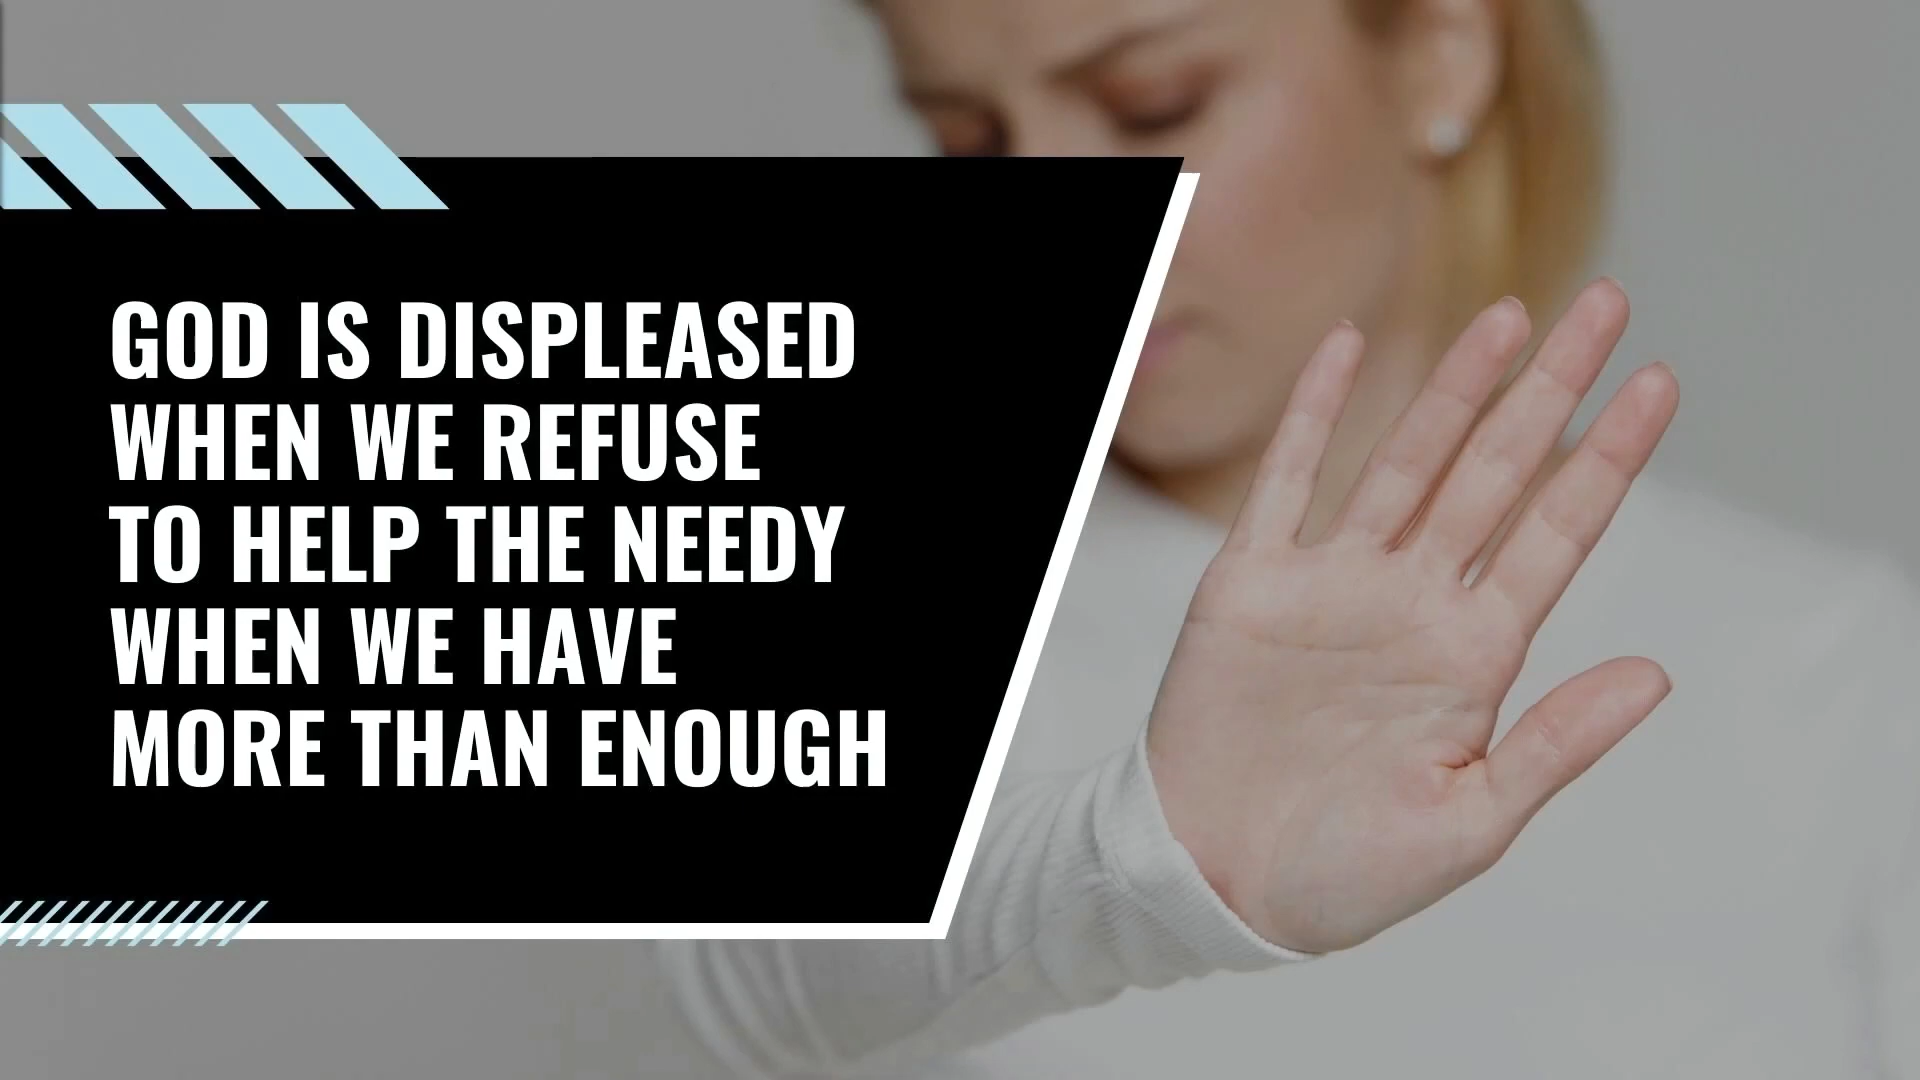 GOD IS DISPLEASED
WHEN WE REFUSE
TO HELP THE NEEDY
WHEN WE HAVE
MORE THAN ENOUGH